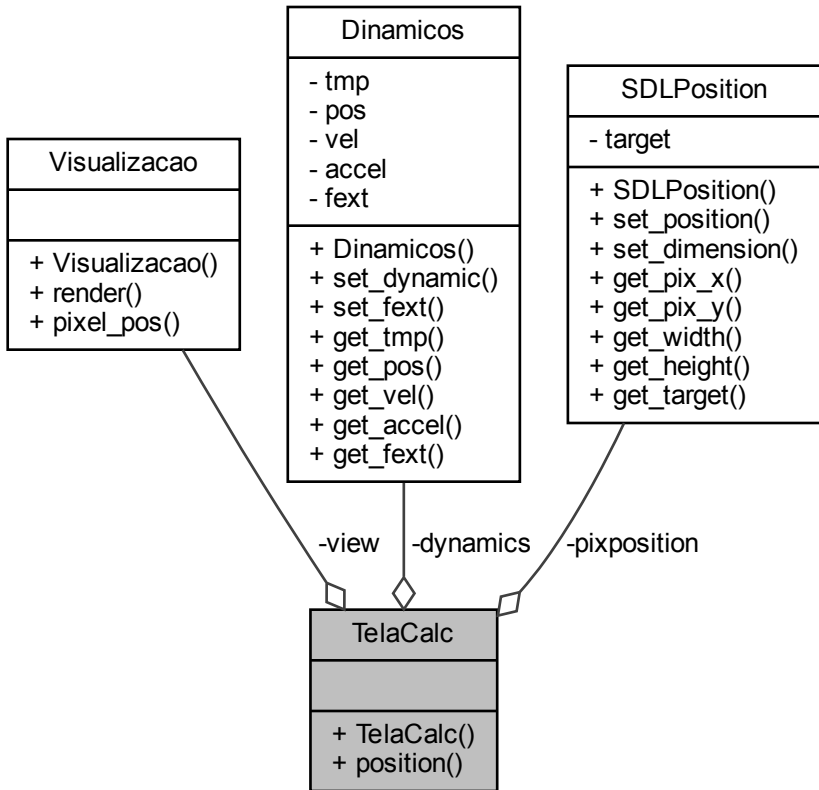 Dinamicos
- tmp
- pos
- vel
- accel
- fext
+ Dinamicos()
+ set_dynamic()
+ set_fext()
+ get_tmp()
+ get_pos()
+ get_vel()
+ get_accel()
+ get_fext()
SDLPosition
- target
+ SDLPosition()
+ set_position()
+ set_dimension()
+ get_pix_x()
+ get_pix_y()
+ get_width()
+ get_height()
+ get_target()
Visualizacao
+ Visualizacao()
+ render()
+ pixel_pos()
-view
-dynamics
-pixposition
TelaCalc
+ TelaCalc()
+ position()